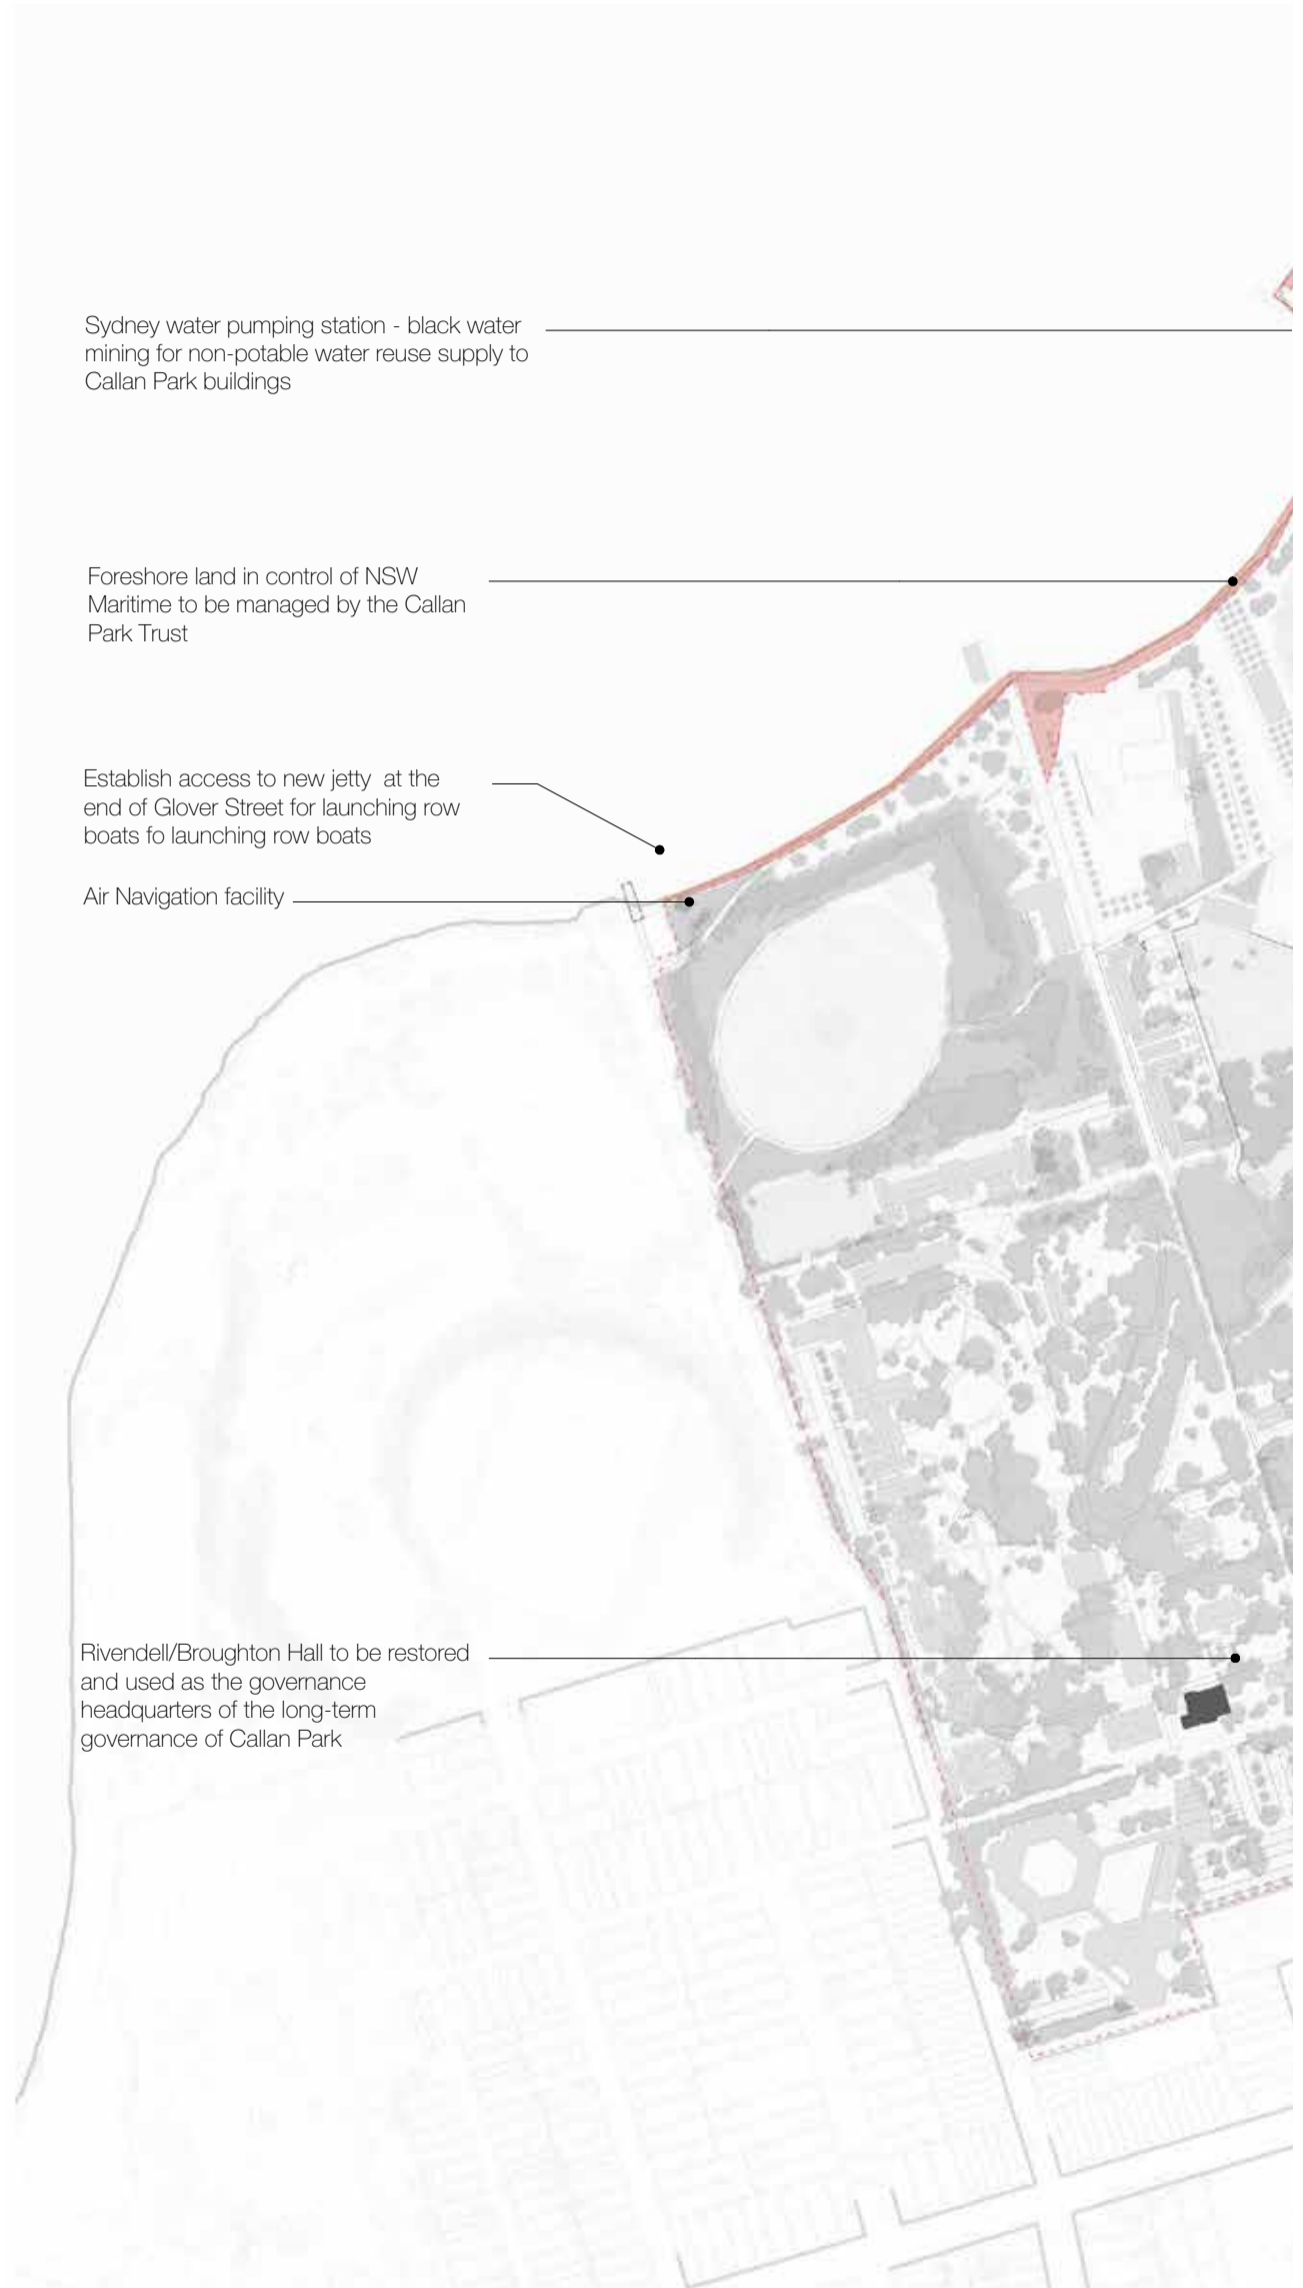 Sydney water pumping station - black water
mining for non-potable water reuse supply to
Callan Park buildings
Foreshore land in control of NSW
Maritime to be managed by the Callan
Park Trust
Establish access to new jetty  at the
end of Glover Street for launching row
boats fo launching row boats
Air Navigation facility
Rivendell/Broughton Hall to be restored
and used as the governance
headquarters of the long-term
governance of Callan Park